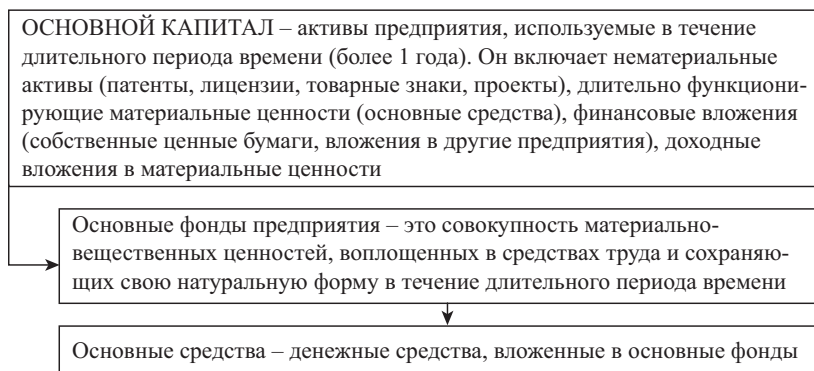 ОСНОВНОЙ КАПИТАЛ – активы предприятия, используемые в течение
длительного периода времени (более 1 года). Он включает нематериальные
активы (патенты, лицензии, товарные знаки, проекты), длительно функциони-
рующие материальные ценности (основные средства), финансовые вложения
(собственные ценные бумаги, вложения в другие предприятия), доходные
вложения в материальные ценности
Основные фонды предприятия – это совокупность материально-
вещественных ценностей, воплощенных в средствах труда и сохраняю-
щих свою натуральную форму в течение длительного периода времени
Основные средства – денежные средства, вложенные в основные фонды